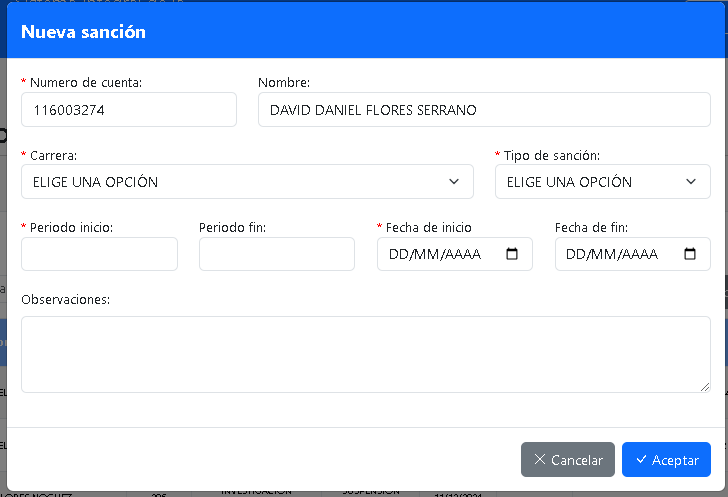 Nueva sanción
* Numero de cuenta: Nombre:
116003274 DAVID DANIEL FLORES SERRANO
* Carrera: * Tipo de sanción:
ELIGE UNA OPCIÓN ELIGE UNA OPCIÓN
* Periodo inicio: Periodo fin: * Fecha de inicio Fecha de fin:
DD/MM/AAAA DD/MM/AAAA
Observaciones:
Cancelar Aceptar